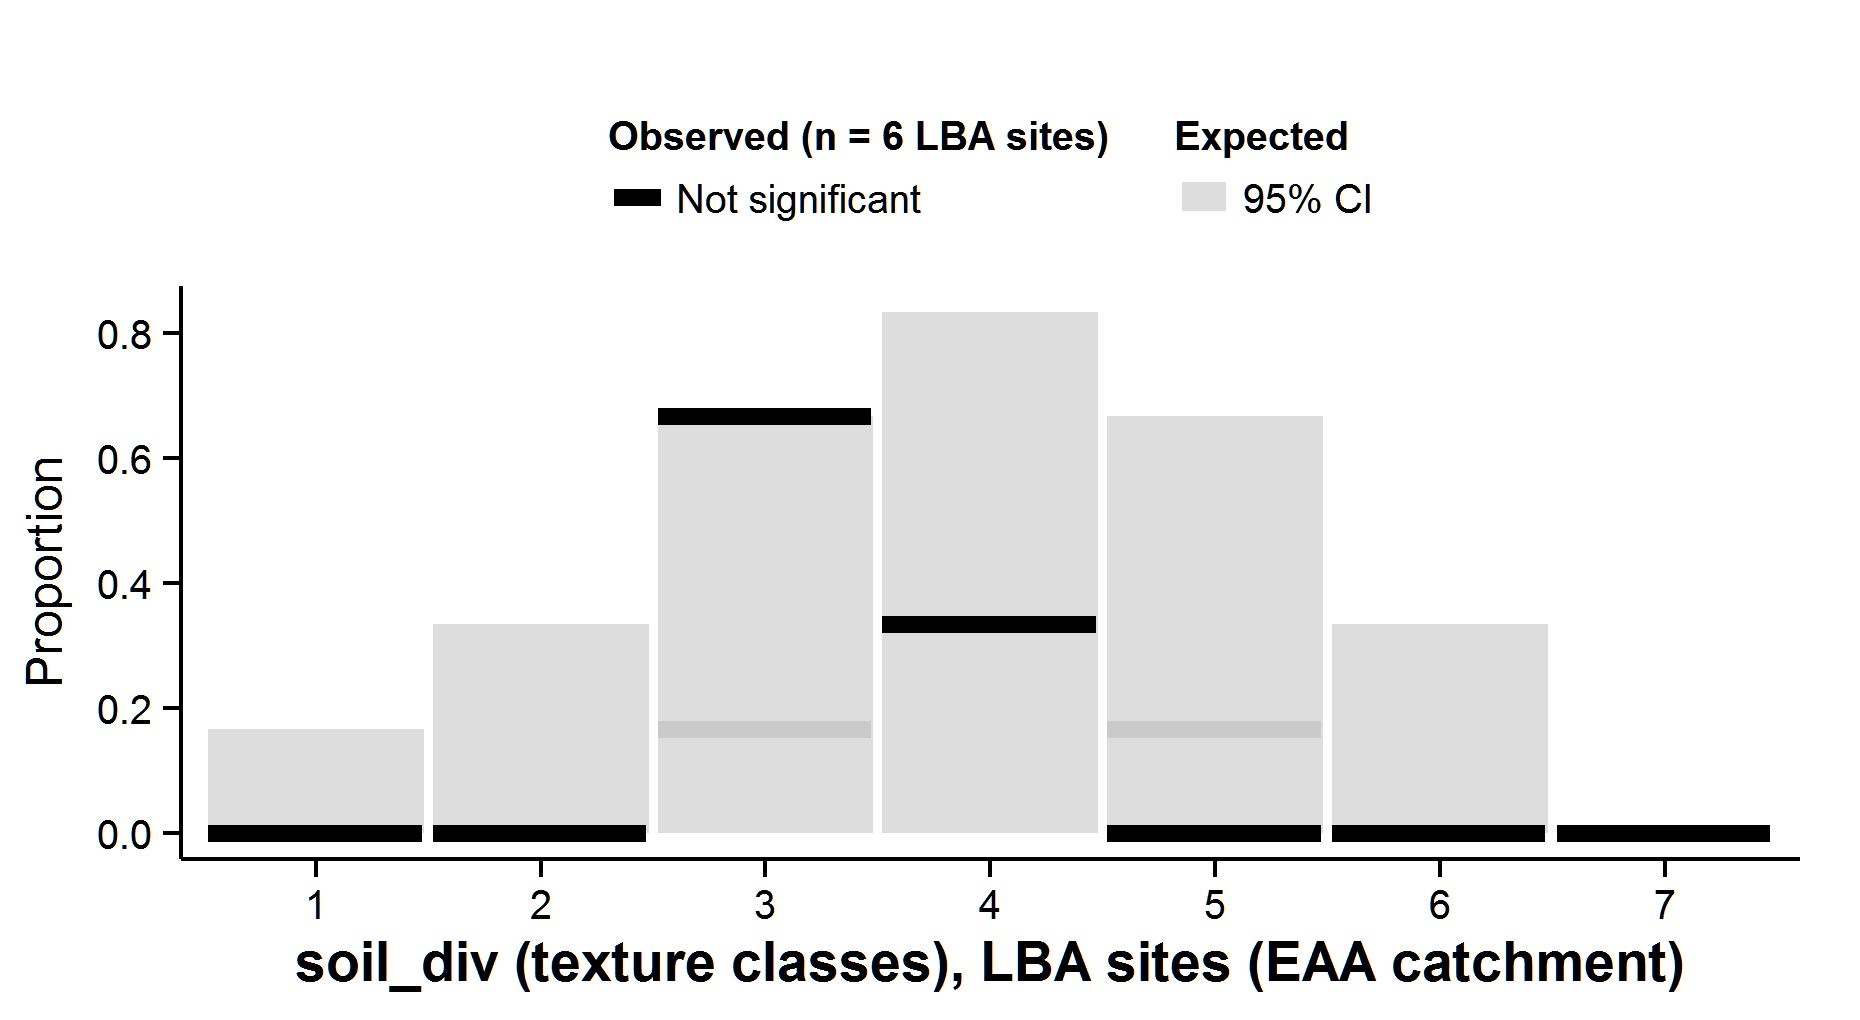 Observed (n = 6 LBA sites) Expected
Not significant 95% CI
Proportion
0.8
0.6
0.4
0.2
0.0
1 2 3 4 5 6 7
soil_div (texture classes), LBA sites (EAA catchment)